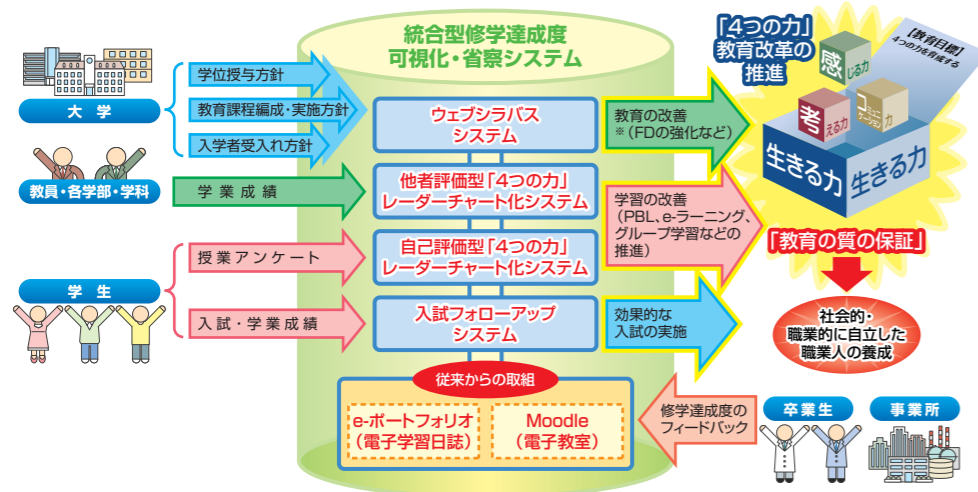 統合型修学達成度
可視化・省察システム
大学
学位授与方針
教育課程編成・実施方針
入学者受入れ方針
教員・各学部・学科
学業成績
学生
授業アンケート
入試・学業成績
ウェブシラバス
システム
他者評価型「4つの力」
レーダーチャート化システム
自己評価型「4つの力」
レーダーチャート化システム
入試フォローアップ
システム
従来からの取組
e-ポートフォリオ
（電子学習日誌）
Moodle
（電子教室）
教育の改善
※（FDの強化など）
学習の改善
（PBL、e-ラーニング、
グループ学習などの
推進）
効果的な
入試の実施
修学達成度の
フィードバック
「4つの力」
教育改革の
推進
【教育目標】
4つの力を育成する
感じる力
考える力
コミュニケーション力
生きる力
生きる力
「教育の質の保証」
社会的・
職業的に自立した
職業人の養成
卒業生
事業所